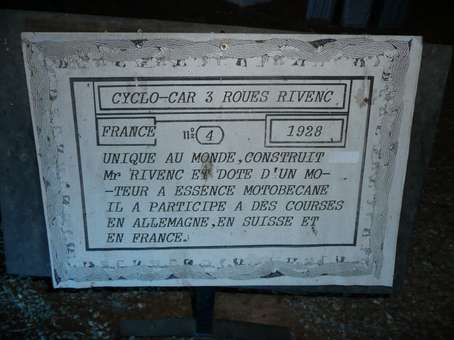 CYCLO-CAR 3 ROUES RIVENC
FRANCE nº 4 1928
UNIQUE AU MONDE, CONSTRUIT
Mr RIVENC ET DOTE D'UN MO-
-TEUR A ESSENCE MOTOBECANE
IL A PARTICIPE A DES COURSES
EN ALLEMAGNE, EN SUISSE ET
EN FRANCE.